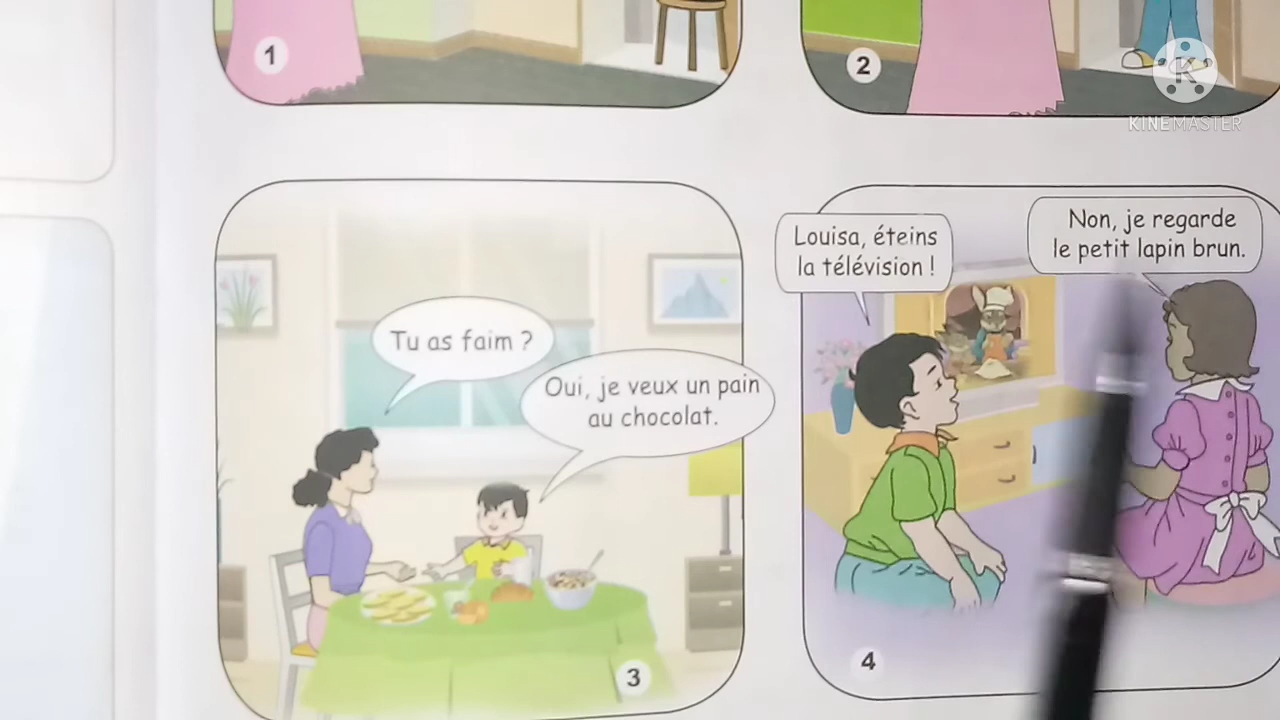 1
2
K
KINEMASTER
Tu as faim ?
Oui, je veux un pain
au chocolat.
3
Louisa, éteins
la télévision !
Non, je regarde
le petit lapin brun.
4